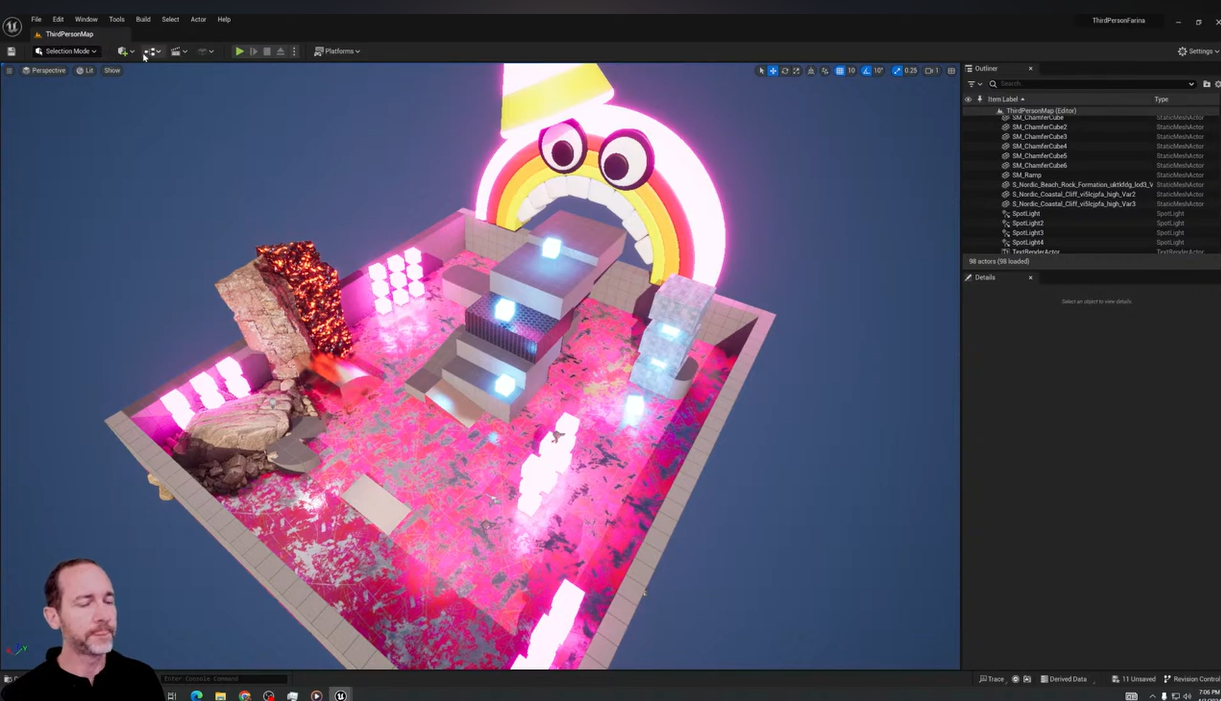 File Edit Window Tools Build Select Actor Help
ThirdPersonFarina
ThirdPersonMap
Selection Mode
Platforms
Settings
Perspective Lit Show
10 10° 0.25 1
Outliner
Search...
Item Label Type
ThirdPersonMap (Editor)
SM_ChamferCube StaticMeshActor
SM_ChamferCube2 StaticMeshActor
SM_ChamferCube3 StaticMeshActor
SM_ChamferCube4 StaticMeshActor
SM_ChamferCube5 StaticMeshActor
SM_ChamferCube6 StaticMeshActor
SM_Ramp StaticMeshActor
S_Nordic_Beach_Rock_Formation_uktkfdg_lod3_V StaticMeshActor
S_Nordic_Coastal_Cliff_vi5lcjpfa_high_Var2 StaticMeshActor
S_Nordic_Coastal_Cliff_vi5lcjpfa_high_Var3 StaticMeshActor
SpotLight SpotLight
SpotLight2 SpotLight
SpotLight3 SpotLight
SpotLight4 SpotLight
TextRenderActor TextRenderActor
98 actors (98 loaded)
Details
Select an object to view details
Enter Console Command
Trace Derived Data 11 Unsaved Revision Control
7:06 PM